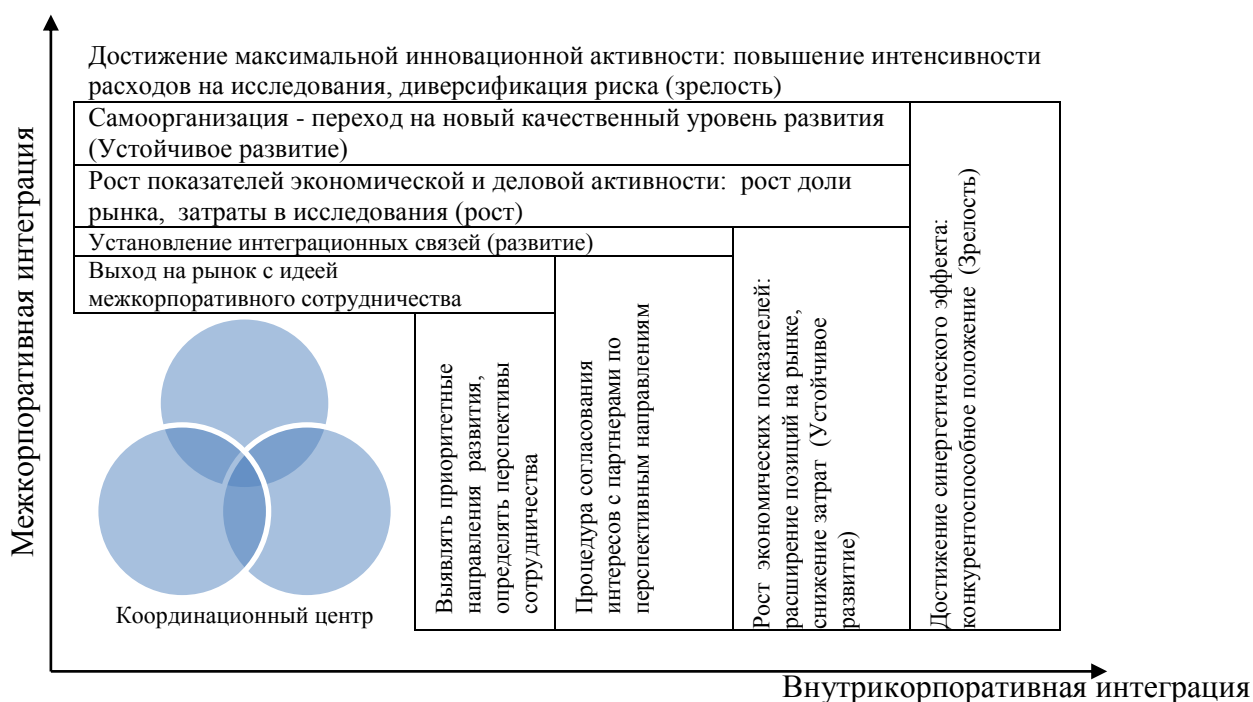 Межкорпоративная интеграция
Достижение максимальной инновационной активности: повышение интенсивности
расходов на исследования, диверсификация риска (зрелость)
Самоорганизация - переход на новый качественный уровень развития
(Устойчивое развитие)
Рост показателей экономической и деловой активности: рост доли
рынка, затраты в исследования (рост)
Установление интеграционных связей (развитие)
Выход на рынок с идеей
межкорпоративного сотрудничества
Координационный центр
Выявлять приоритетные
направления развития,
определять перспективы
сотрудничества
Процедура согласования
интересов с партнерами по
перспективным направлениям
Рост экономических показателей:
расширение позиций на рынке,
снижение затрат (Устойчивое
развитие)
Достижение синергетического эффекта:
конкурентоспособное положение (Зрелость)
Внутрикорпоративная интеграция